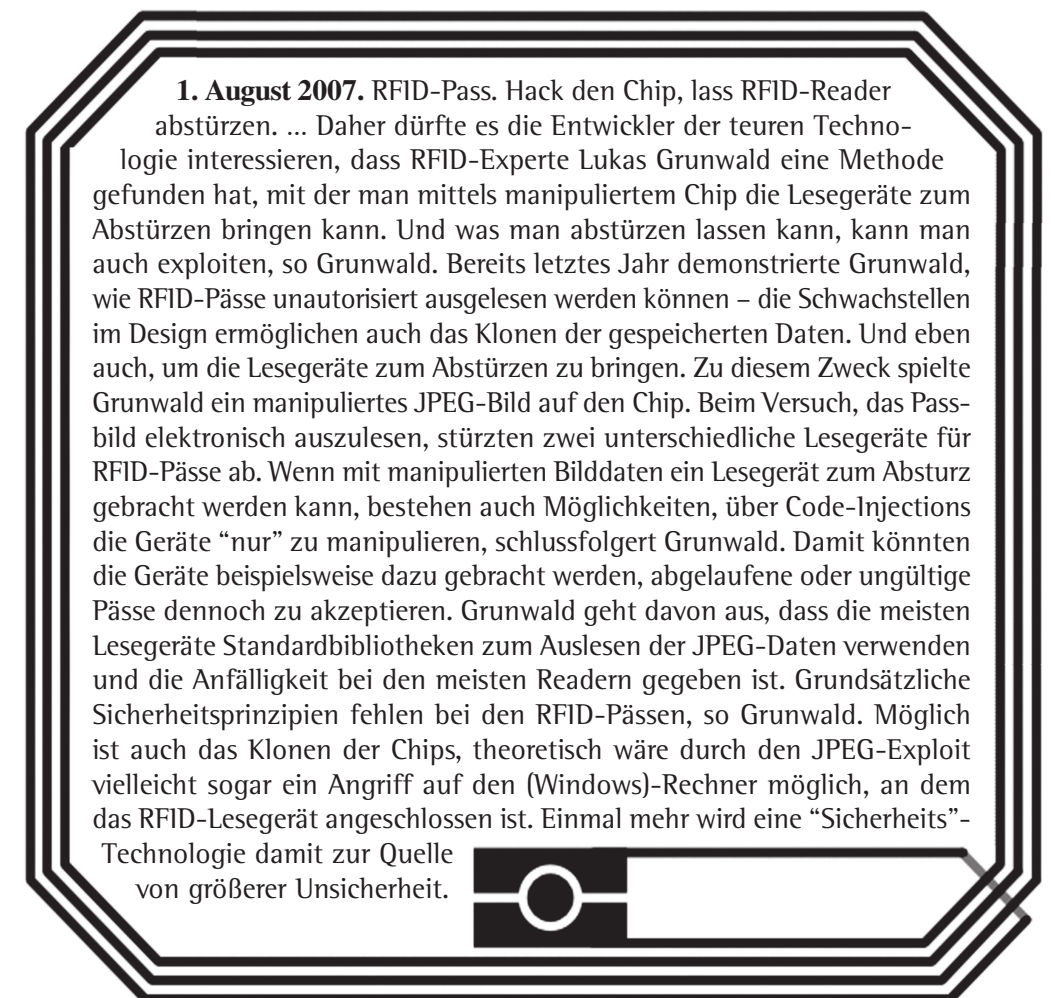 1. August 2007. RFID-Pass. Hack den Chip, lass RFID-Reader
abstürzen. ... Daher dürfte es die Entwickler der teuren Techno-
logie interessieren, dass RFID-Experte Lukas Grunwald eine Methode
gefunden hat, mit der man mittels manipuliertem Chip die Lesegeräte zum
Abstürzen bringen kann. Und was man abstürzen lassen kann, kann man
auch exploiten, so Grunwald. Bereits letztes Jahr demonstrierte Grunwald,
wie RFID-Pässe unautorisiert ausgelesen werden können – die Schwachstellen
im Design ermöglichen auch das Klonen der gespeicherten Daten. Und eben
auch, um die Lesegeräte zum Abstürzen zu bringen. Zu diesem Zweck spielte
Grunwald ein manipuliertes JPEG-Bild auf den Chip. Beim Versuch, das Pass-
bild elektronisch auszulesen, stürzten zwei unterschiedliche Lesegeräte für
RFID-Pässe ab. Wenn mit manipulierten Bilddaten ein Lesegerät zum Absturz
gebracht werden kann, bestehen auch Möglichkeiten, über Code-Injections
die Geräte “nur” zu manipulieren, schlussfolgert Grunwald. Damit könnten
die Geräte beispielsweise dazu gebracht werden, abgelaufene oder ungültige
Pässe dennoch zu akzeptieren. Grunwald geht davon aus, dass die meisten
Lesegeräte Standardbibliotheken zum Auslesen der JPEG-Daten verwenden
und die Anfälligkeit bei den meisten Readern gegeben ist. Grundsätzliche
Sicherheitsprinzipien fehlen bei den RFID-Pässen, so Grunwald. Möglich
ist auch das Klonen der Chips, theoretisch wäre durch den JPEG-Exploit
vielleicht sogar ein Angriff auf den (Windows)-Rechner möglich, an dem
das RFID-Lesegerät angeschlossen ist. Einmal mehr wird eine “Sicherheits”-
Technologie damit zur Quelle
von größerer Unsicherheit.